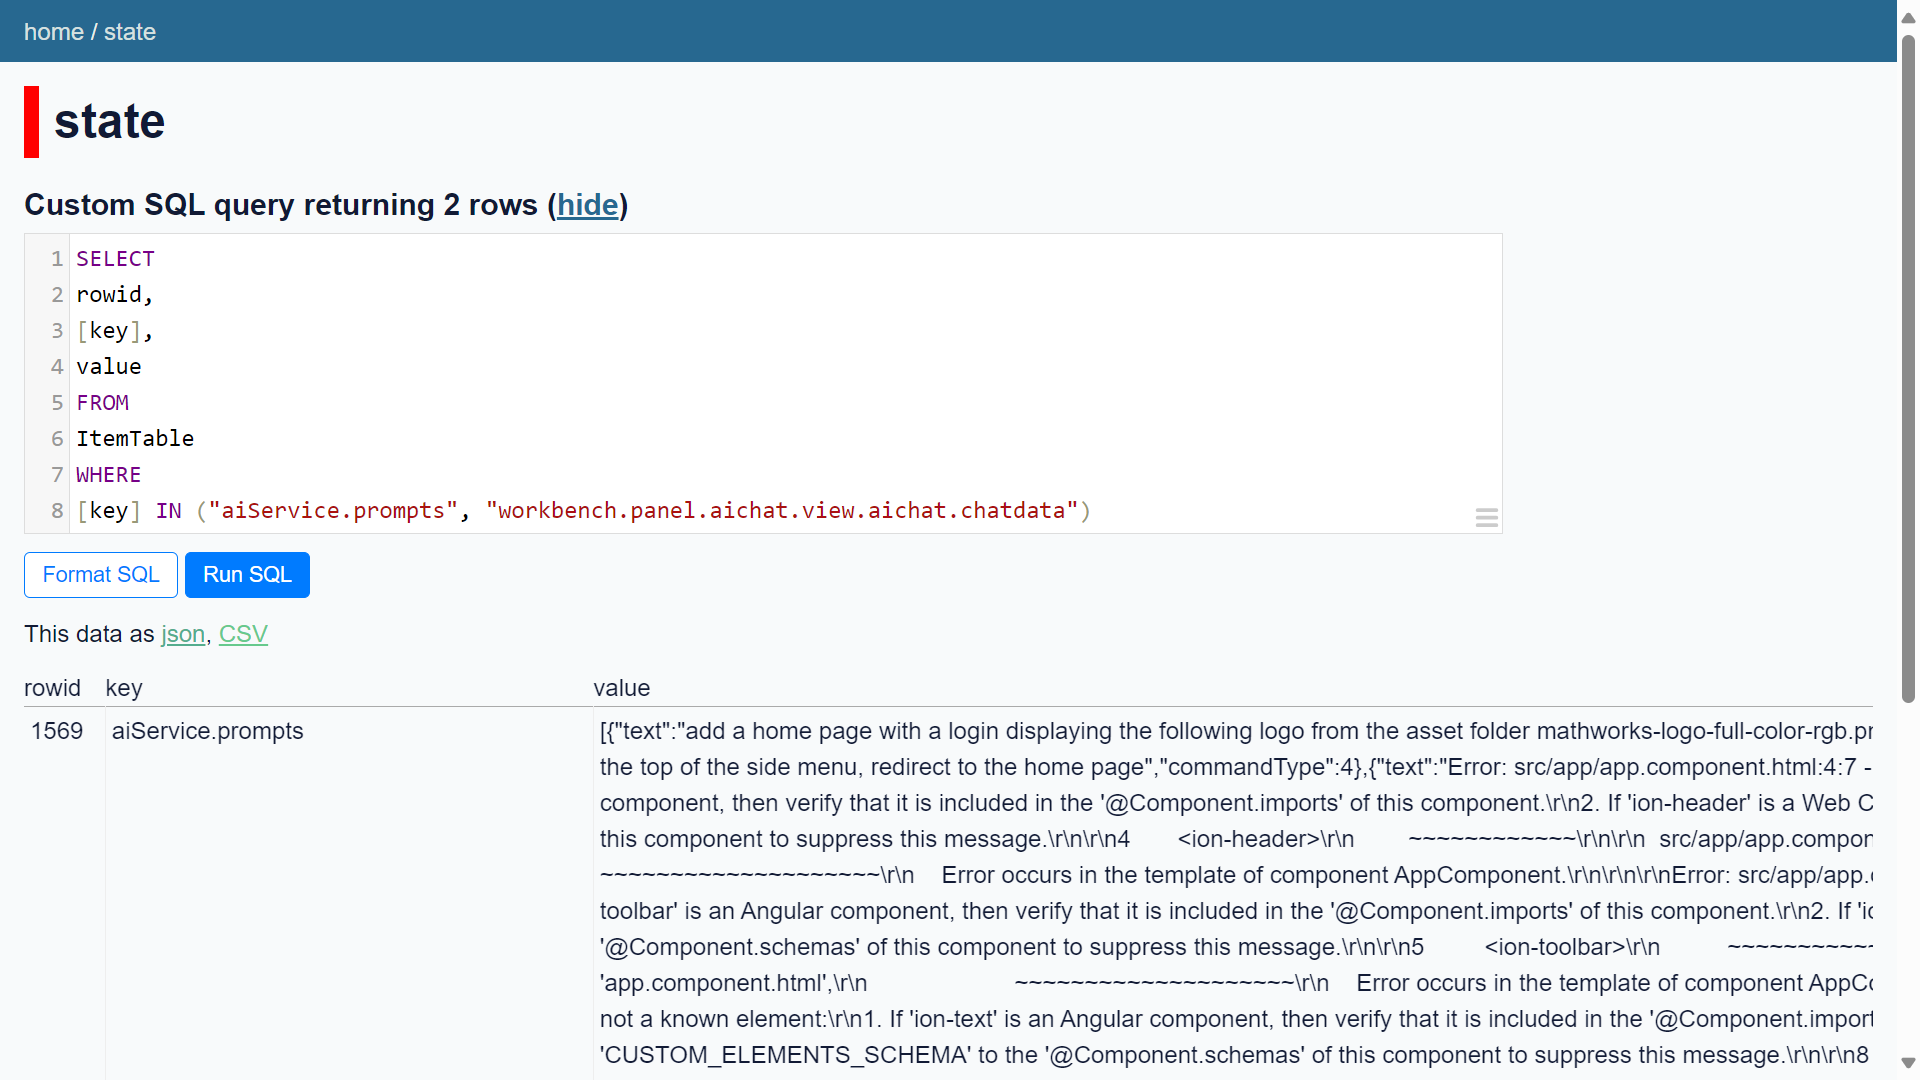 home / state
state
Custom SQL query returning 2 rows (hide)
1 SELECT
2 rowid,
3 [key],
4 value
5 FROM
6 ItemTable
7 WHERE
8 [key] IN ("aiService.prompts", "workbench.panel.aichat.view.aichat.chatdata")
Format SQL Run SQL
This data as json, CSV
rowid key value
1569 aiService.prompts [{"text":"add a home page with a login displaying the following logo from the asset folder mathworks-logo-full-color-rgb.pr
the top of the side menu, redirect to the home page","commandType":4},{"text":"Error: src/app/app.component.html:4:7 -
component, then verify that it is included in the '@Component.imports' of this component.\r\n2. If 'ion-header' is a Web C
this component to suppress this message.\r\n\r\n4 <ion-header>\r\n ~~~~~~~~~~~~\r\n\r\n src/app/app.compon
~~~~~~~~~~~~~~~~~~~~\r\n Error occurs in the template of component AppComponent.\r\n\r\n\r\nError: src/app/app.
toolbar' is an Angular component, then verify that it is included in the '@Component.imports' of this component.\r\n2. If 'ic
'@Component.schemas' of this component to suppress this message.\r\n\r\n5 <ion-toolbar>\r\n ~~~~~~~~~~~
'app.component.html',\r\n ~~~~~~~~~~~~~~~~~~~~\r\n Error occurs in the template of component AppCo
not a known element:\r\n1. If 'ion-text' is an Angular component, then verify that it is included in the '@Component.import
'CUSTOM_ELEMENTS_SCHEMA' to the '@Component.schemas' of this component to suppress this message.\r\n\r\n8